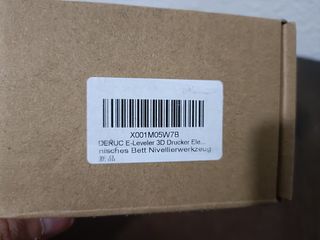 X001M05W7B
DERUC E-Leveler 3D Drucker Ele...
nisches Bett Nivellierwerkzeug
新品